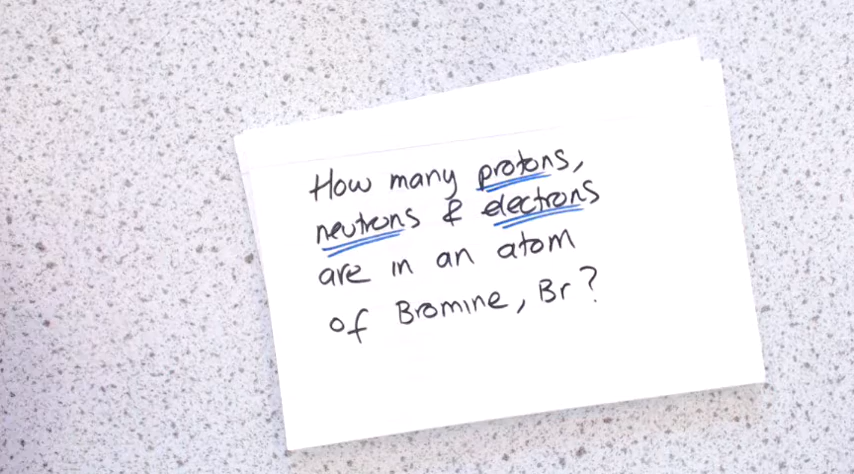 How many protons,
neutrons & electrons
are in an atom
of Bromine, Br?